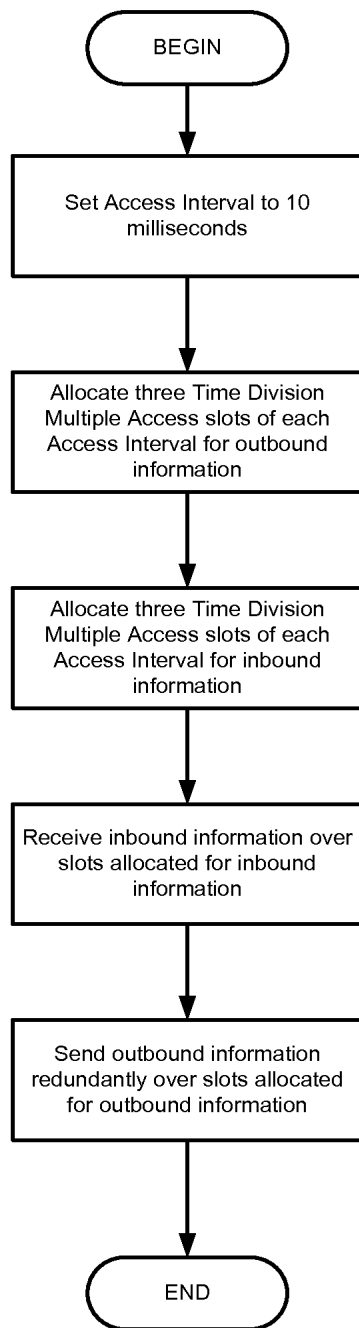 BEGIN
Set Access Interval to 10
milliseconds
Allocate three Time Division
Multiple Access slots of each
Access Interval for outbound
information
Allocate three Time Division
Multiple Access slots of each
Access Interval for inbound
information
Receive inbound information over
slots allocated for inbound
information
Send outbound information
redundantly over slots allocated
for outbound information
END